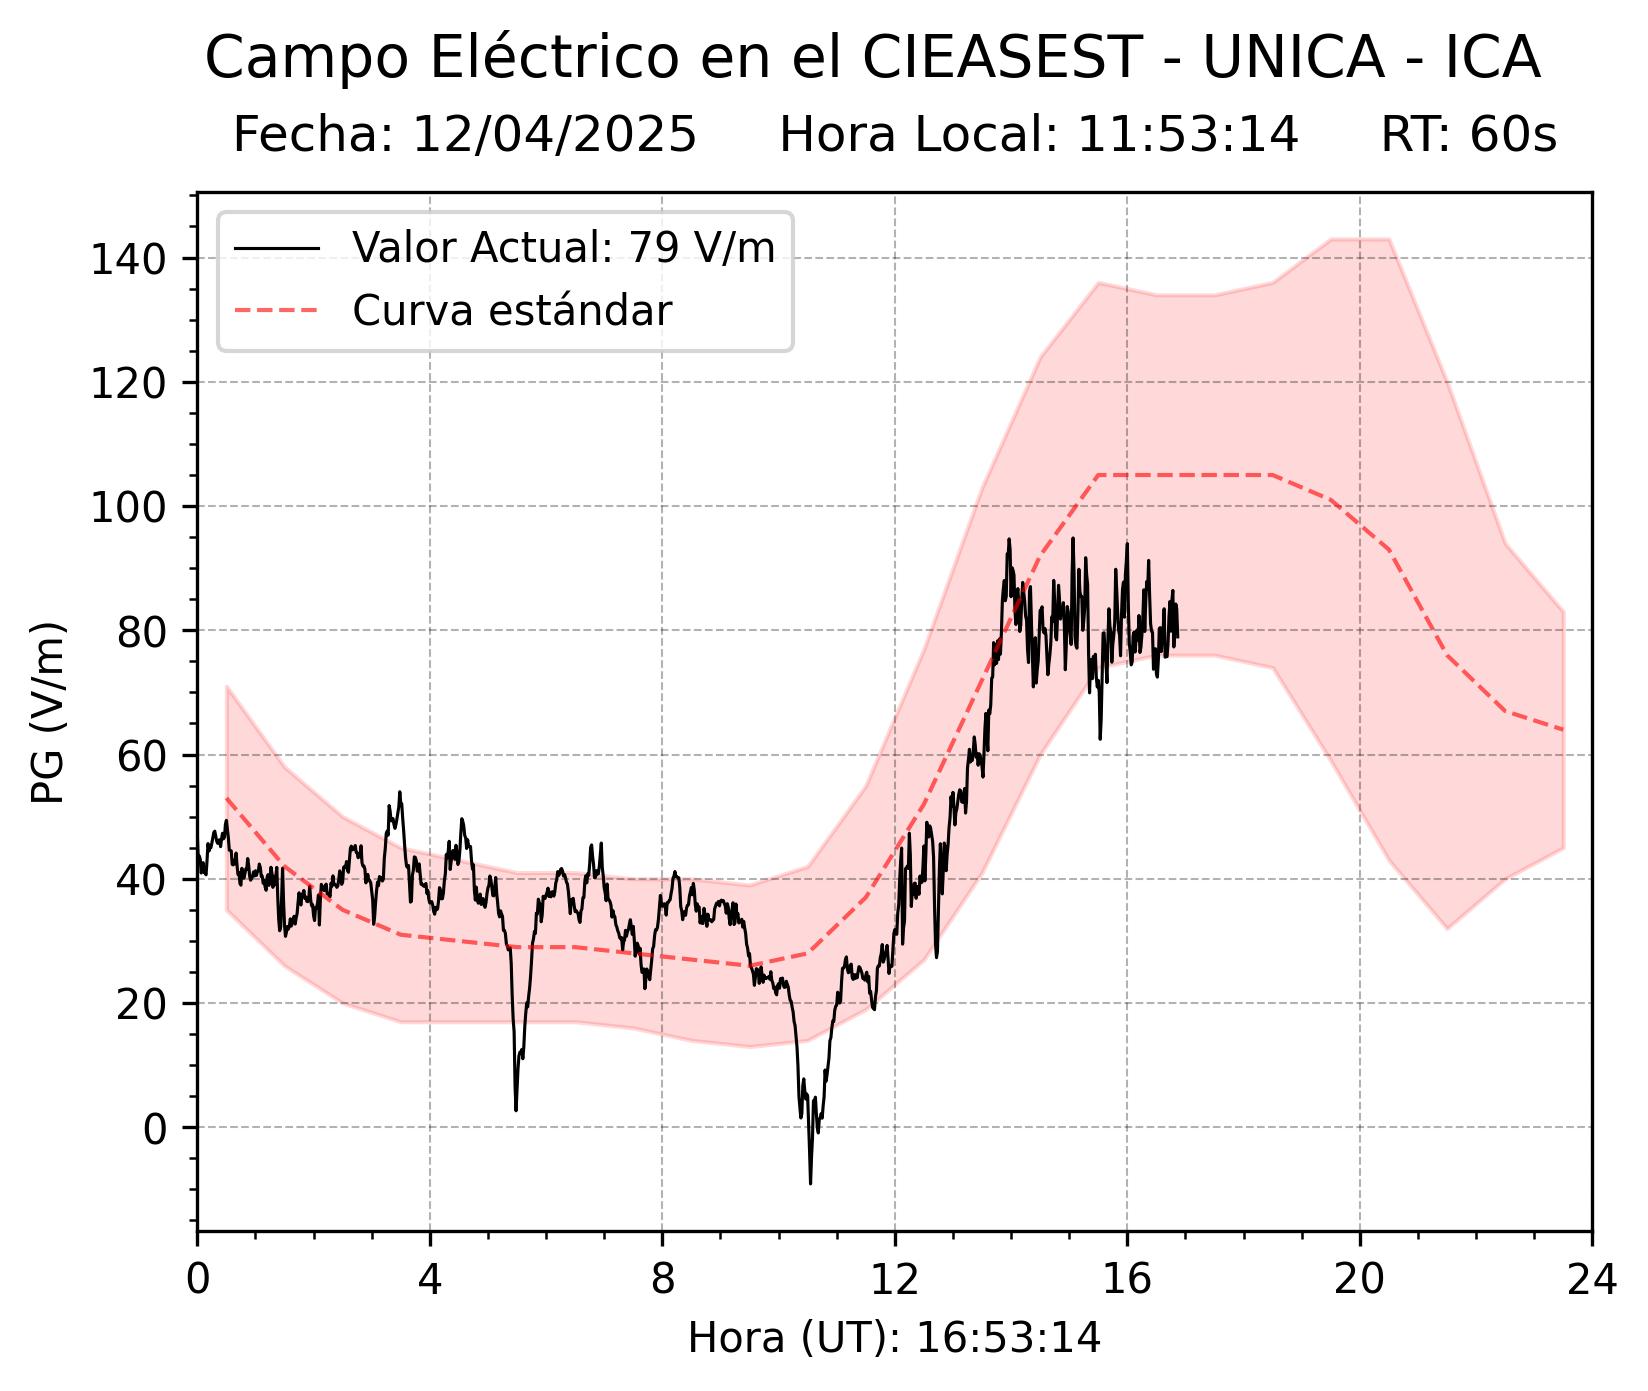 Campo Eléctrico en el CIEASEST - UNICA - ICA
Fecha: 12/04/2025 Hora Local: 11:53:14 RT: 60s
Valor Actual: 79 V/m
Curva estándar
PG (V/m)
140
120
100
80
60
40
20
0
0 4 8 12 16 20 24
Hora (UT): 16:53:14